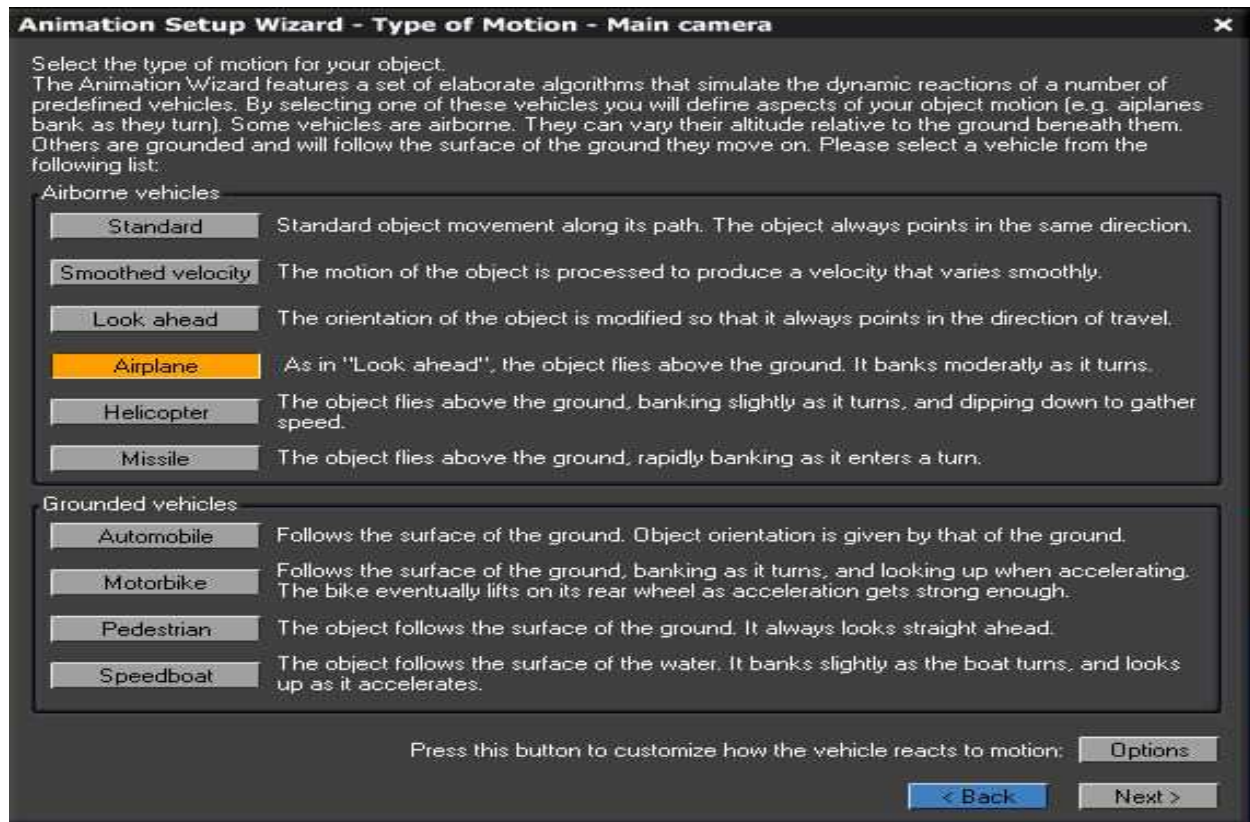 Animation Setup Wizard - Type of Motion - Main camera
Select the type of motion for your object.
The Animation Wizard features a set of elaborate algorithms that simulate the dynamic reactions of a number of
predefined vehicles. By selecting one of these vehicles you will define aspects of your object motion (e.g. aiplanes
bank as they turn). Some vehicles are airborne. They can vary their altitude relative to the ground beneath them.
Others are grounded and will follow the surface of the ground they move on. Please select a vehicle from the
following list:
Airborne vehicles
Standard Standard object movement along its path. The object always points in the same direction.
Smoothed velocity The motion of the object is processed to produce a velocity that varies smoothly.
Look ahead The orientation of the object is modified so that it always points in the direction of travel.
Airplane As in "Look ahead", the object flies above the ground. It banks moderatly as it turns.
Helicopter The object flies above the ground, banking slightly as it turns, and dipping down to gather
speed.
Missile The object flies above the ground, rapidly banking as it enters a turn.
Grounded vehicles
Automobile Follows the surface of the ground. Object orientation is given by that of the ground.
Motorbike Follows the surface of the ground, banking as it turns, and looking up when accelerating.
The bike eventually lifts on its rear wheel as acceleration gets strong enough.
Pedestrian The object follows the surface of the ground. It always looks straight ahead.
Speedboat The object follows the surface of the water. It banks slightly as the boat turns, and looks
up as it accelerates.
Press this button to customize how the vehicle reacts to motion: Options
< Back Next >